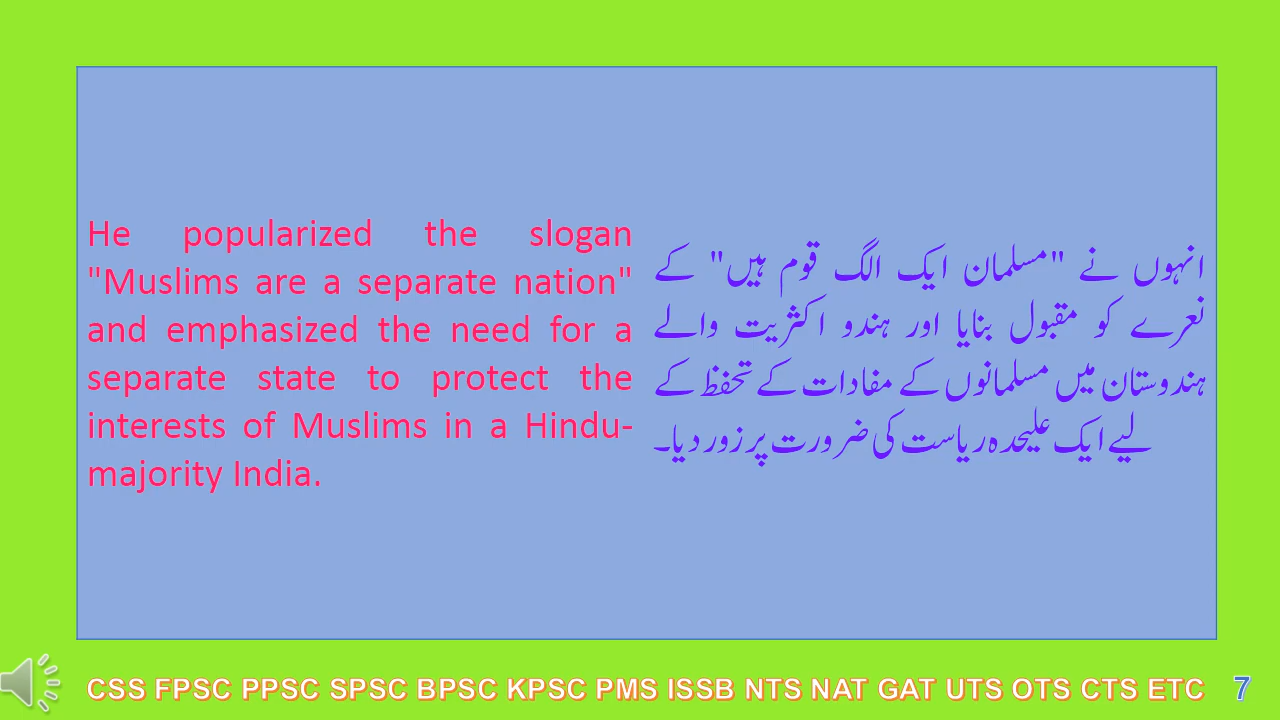 He popularized the slogan
"Muslims are a separate nation"
and emphasized the need for a
separate state to protect the
interests of Muslims in a Hindu-
majority India.
انہوں نے "مسلمان ایک الگ قوم ہیں" کے
نعرے کو مقبول بنایا اور ہندو اکثریت والے
ہندوستان میں مسلمانوں کے مفادات کے تحفظ کے
لیے ایک علیحدہ ریاست کی ضرورت پر زور دیا۔
CSS FPSC PPSC SPSC BPSC KPSC PMS ISSB NTS NAT GAT UTS OTS CTS ETC 7